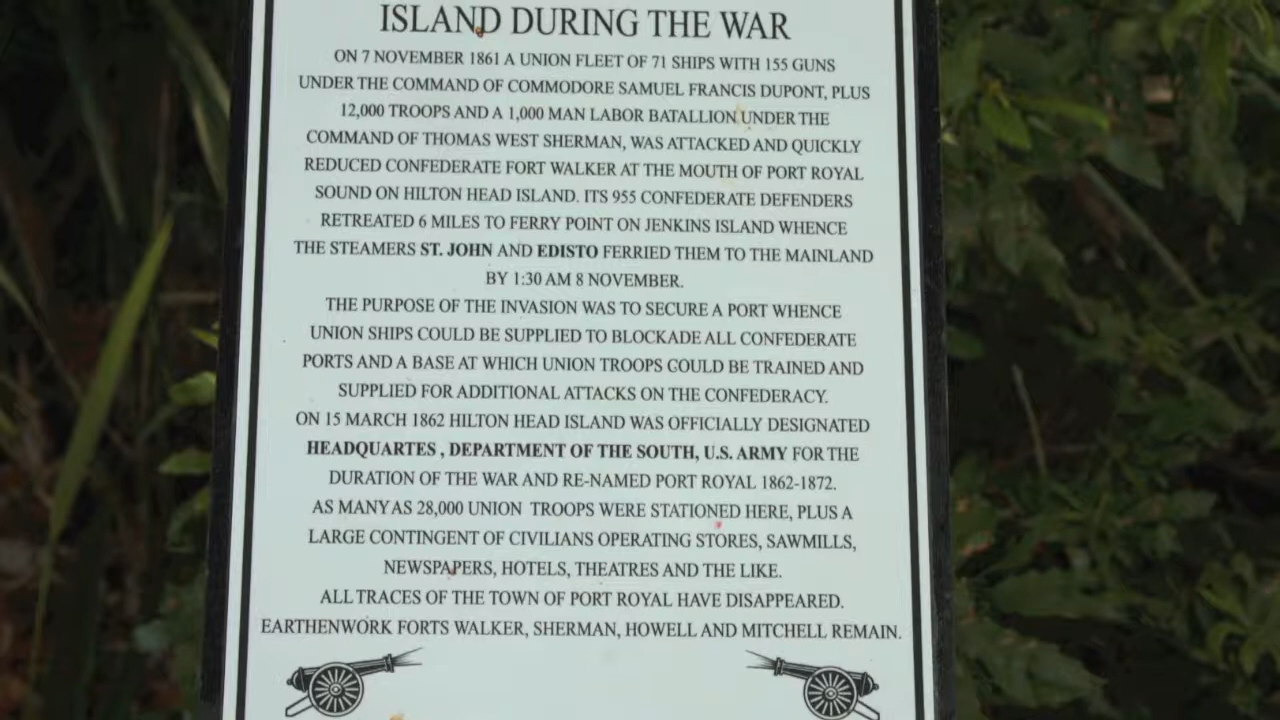 ISLAND DURING THE WAR
ON 7 NOVEMBER 1861 A UNION FLEET OF 71 SHIPS WITH 155 GUNS
UNDER THE COMMAND OF COMMODORE SAMUEL FRANCIS DUPONT, PLUS
12,000 TROOPS AND A 1,000 MAN LABOR BATALLION UNDER THE
COMMAND OF THOMAS WEST SHERMAN, WAS ATTACKED AND QUICKLY
REDUCED CONFEDERATE FORT WALKER AT THE MOUTH OF PORT ROYAL
SOUND ON HILTON HEAD ISLAND. ITS 955 CONFEDERATE DEFENDERS
RETREATED 6 MILES TO FERRY POINT ON JENKINS ISLAND WHENCE
THE STEAMERS ST. JOHN AND EDISTO FERRIED THEM TO THE MAINLAND
BY 1:30 AM 8 NOVEMBER.
THE PURPOSE OF THE INVASION WAS TO SECURE A PORT WHENCE
UNION SHIPS COULD BE SUPPLIED TO BLOCKADE ALL CONFEDERATE
PORTS AND A BASE AT WHICH UNION TROOPS COULD BE TRAINED AND
SUPPLIED FOR ADDITIONAL ATTACKS ON THE CONFEDERACY.
ON 15 MARCH 1862 HILTON HEAD ISLAND WAS OFFICIALLY DESIGNATED
HEADQUARTES , DEPARTMENT OF THE SOUTH, U.S. ARMY FOR THE
DURATION OF THE WAR AND RE-NAMED PORT ROYAL 1862-1872.
AS MANY AS 28,000 UNION TROOPS WERE STATIONED HERE, PLUS A
LARGE CONTINGENT OF CIVILIANS OPERATING STORES, SAWMILLS,
NEWSPAPERS, HOTELS, THEATRES AND THE LIKE.
ALL TRACES OF THE TOWN OF PORT ROYAL HAVE DISAPPEARED.
EARTHENWORK FORTS WALKER, SHERMAN, HOWELL AND MITCHELL REMAIN.